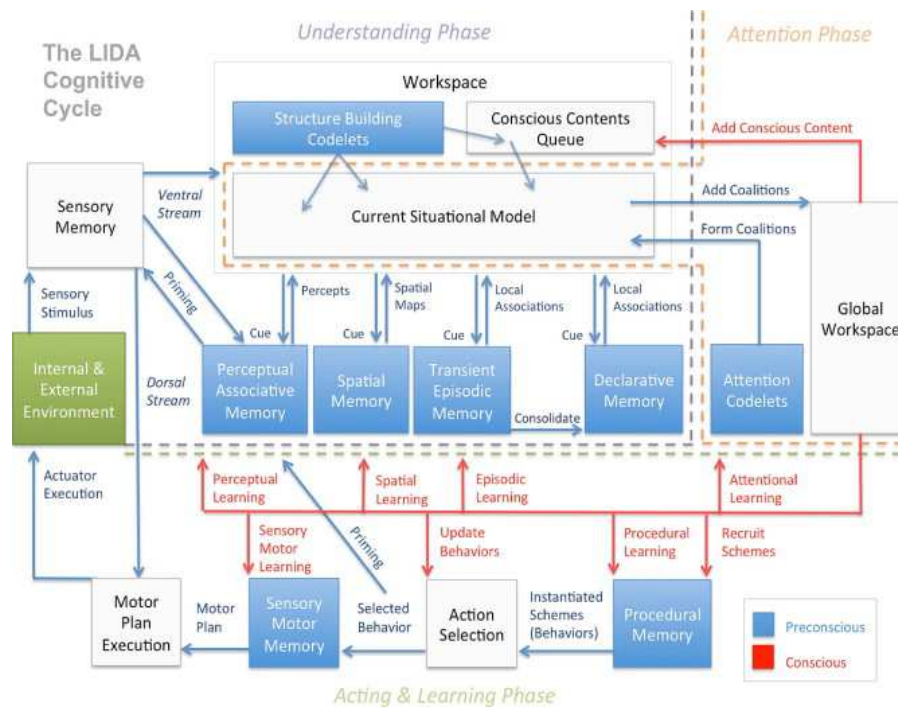 The LIDA
Cognitive
Cycle
Understanding Phase
Attention Phase
Workspace
Structure Building
Codelets
Conscious Contents
Queue
Add Conscious Content
Sensory
Memory
Ventral
Stream
Current Situational Model
Add Coalitions
Form Coalitions
Global
Workspace
Sensory
Stimulus
Priming
Cue
Percepts
Cue
Spatial
Maps
Cue
Local
Associations
Cue
Local
Associations
Internal &
External
Environment
Dorsal
Stream
Perceptual
Associative
Memory
Spatial
Memory
Transient
Episodic
Memory
Consolidate
Declarative
Memory
Attention
Codelets
Actuator
Execution
Perceptual
Learning
Spatial
Learning
Episodic
Learning
Attentional
Learning
Sensory
Motor
Learning
Priming
Update
Behaviors
Procedural
Learning
Recruit
Schemes
Motor
Plan
Execution
Motor
Plan
Sensory
Motor
Memory
Selected
Behavior
Action
Selection
Instantiated
Schemes
(Behaviors)
Procedural
Memory
Preconscious
Conscious
Acting & Learning Phase